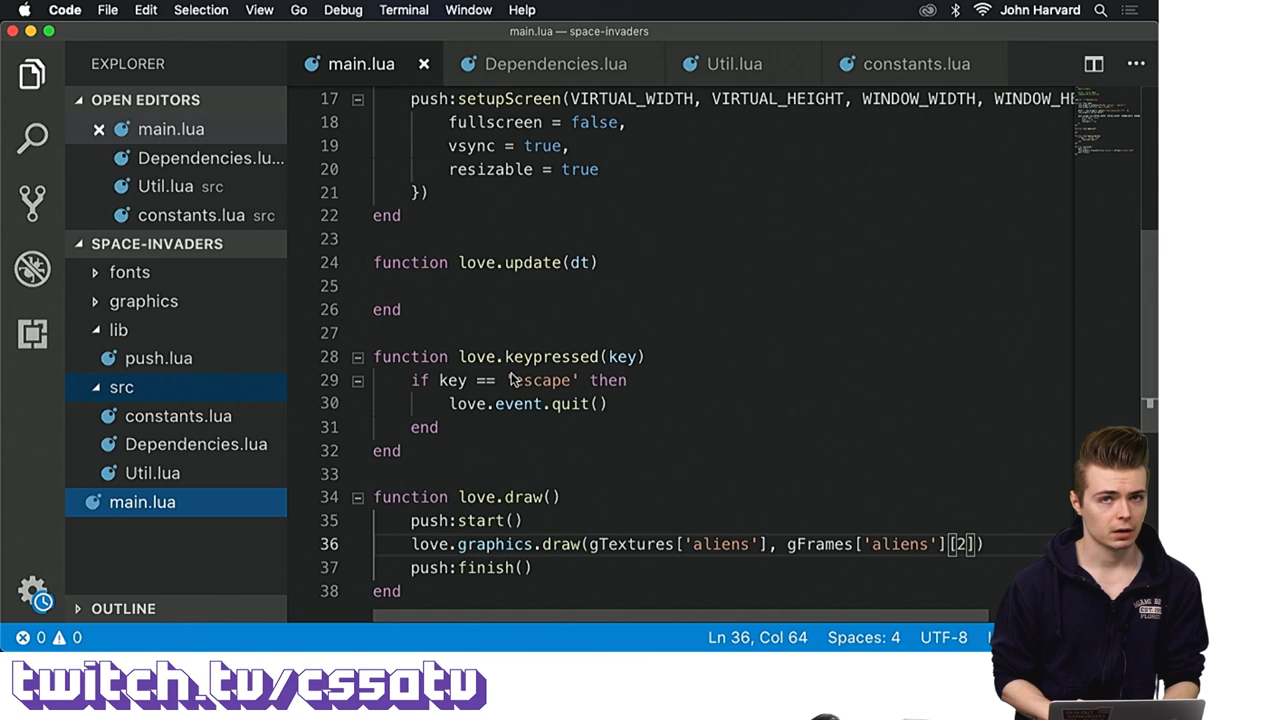 Code File Edit Selection View Go Debug Terminal Window Help John Harvard
main.lua — space-invaders
EXPLORER
OPEN EDITORS
main.lua
Dependencies.lu...
Util.lua src
constants.lua src
SPACE-INVADERS
fonts
graphics
lib
push.lua
src
constants.lua
Dependencies.lua
Util.lua
main.lua
OUTLINE
main.lua Dependencies.lua Util.lua constants.lua
17 push:setupScreen(VIRTUAL_WIDTH, VIRTUAL_HEIGHT, WINDOW_WIDTH, WINDOW_HE
18 fullscreen = false,
19 vsync = true,
20 resizable = true
21 })
22 end
23
24 function love.update(dt)
25
26 end
27
28 function love.keypressed(key)
29 if key == 'escape' then
30 love.event.quit()
31 end
32 end
33
34 function love.draw()
35 push:start()
36 love.graphics.draw(gTextures['aliens'], gFrames['aliens'][2])
37 push:finish()
38 end
0 0 Ln 36, Col 64 Spaces: 4 UTF-8
twitch.tv/cs50tv